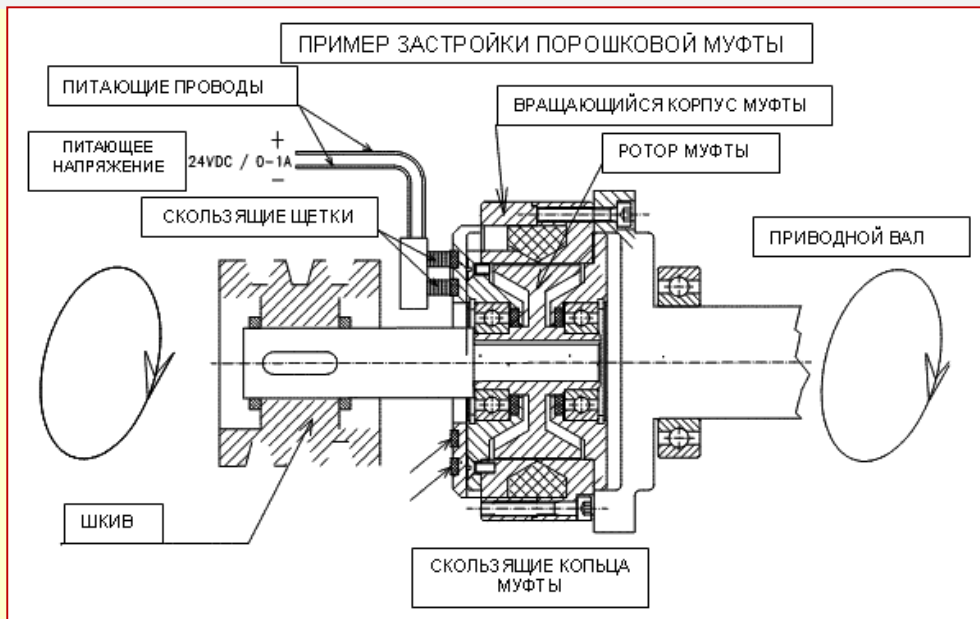 ПРИМЕР ЗАСТРОЙКИ ПОРОШКОВОЙ МУФТЫ
ПИТАЮЩИЕ ПРОВОДЫ
ВРАЩАЮЩИЙСЯ КОРПУС МУФТЫ
ПИТАЮЩЕЕ
НАПРЯЖЕНИЕ
+
24VDC / 0-1A
−
РОТОР МУФТЫ
СКОЛЬЗЯЩИЕ ЩЕТКИ
ПРИВОДНОЙ ВАЛ
ШКИВ
СКОЛЬЗЯЩИЕ КОЛЬЦА
МУФТЫ